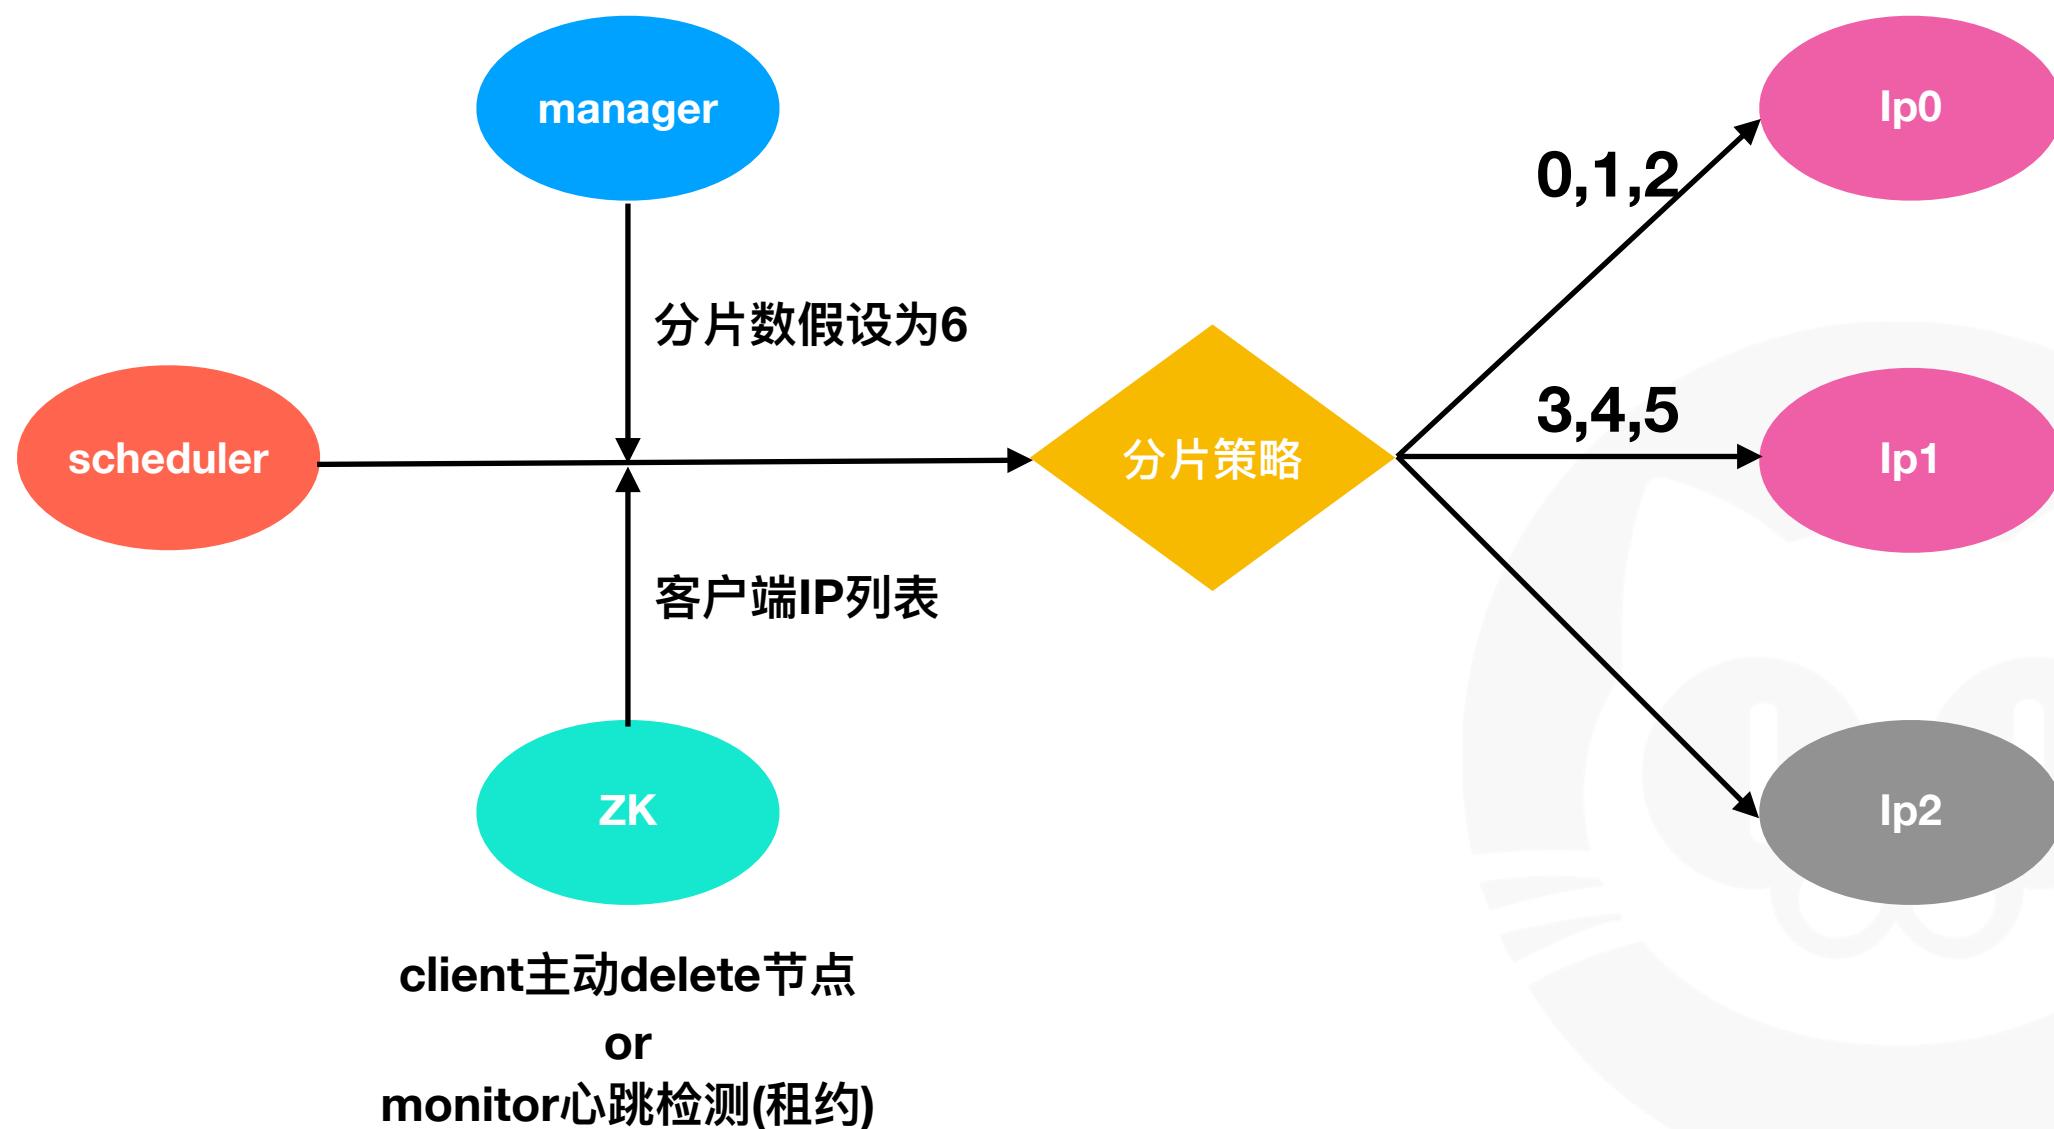 manager
Ip0
0,1,2
分片数假设为6
scheduler
分片策略
3,4,5
Ip1
客户端IP列表
ZK
Ip2
client主动delete节点
or
monitor心跳检测(租约)